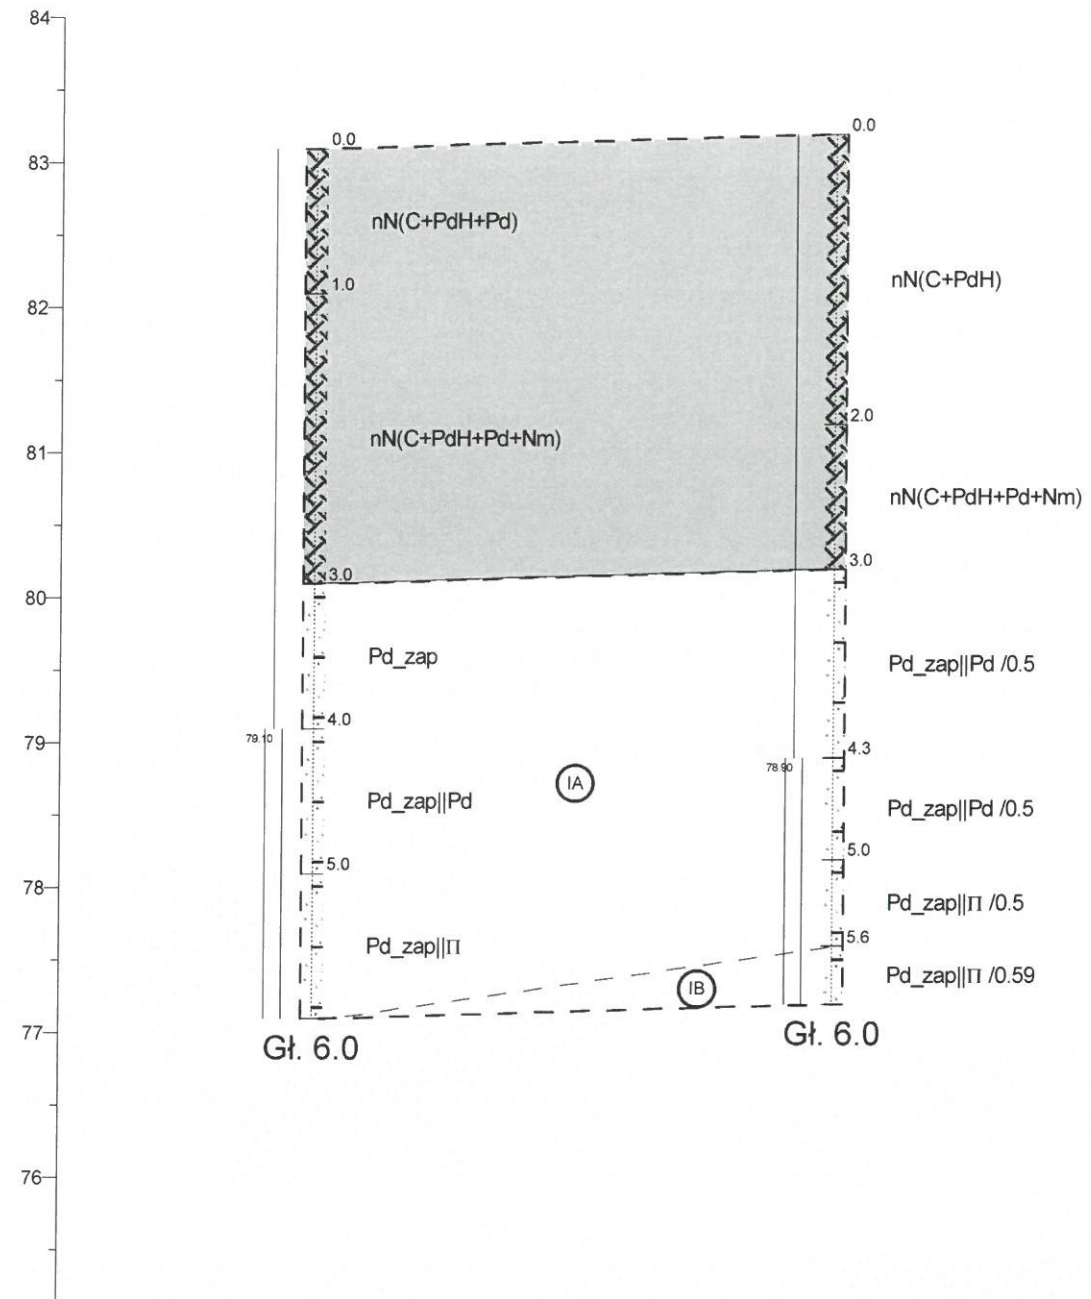 84
83
82
81
80
79
78
77
76
0.0
nN(C+PdH+Pd)
1.0
nN(C+PdH+Pd+Nm)
3.0
Pd_zap
4.0
79.10
Pd_zap||Pd
5.0
Pd_zap||Π
Gł. 6.0
IA
IB
0.0
nN(C+PdH)
2.0
nN(C+PdH+Pd+Nm)
3.0
Pd_zap||Pd /0.5
4.3
78.90
Pd_zap||Pd /0.5
5.0
Pd_zap||Π /0.5
5.6
Pd_zap||Π /0.59
Gł. 6.0